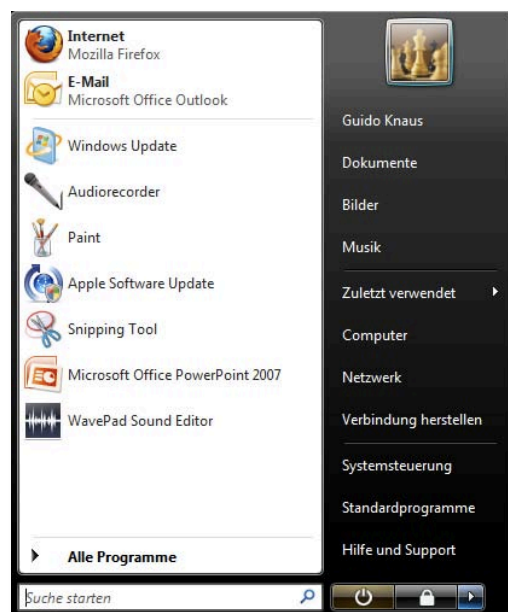 Internet
Mozilla Firefox
E-Mail
Microsoft Office Outlook
Windows Update
Audiorecorder
Paint
Apple Software Update
Snipping Tool
Microsoft Office PowerPoint 2007
WavePad Sound Editor
Alle Programme
Suche starten
Guido Knaus
Dokumente
Bilder
Musik
Zuletzt verwendet
Computer
Netzwerk
Verbindung herstellen
Systemsteuerung
Standardprogramme
Hilfe und Support